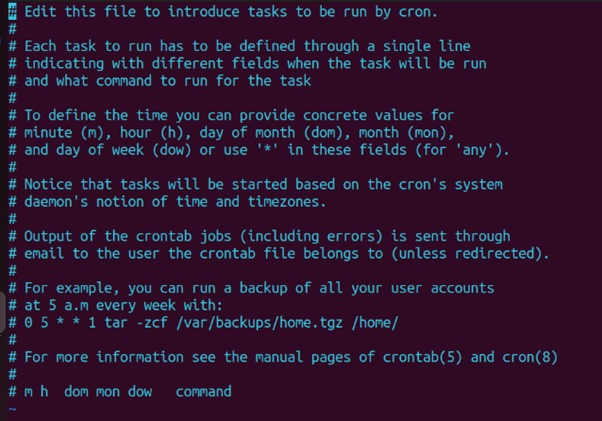 # Edit this file to introduce tasks to be run by cron.
#
# Each task to run has to be defined through a single line
# indicating with different fields when the task will be run
# and what command to run for the task
#
# To define the time you can provide concrete values for
# minute (m), hour (h), day of month (dom), month (mon),
# and day of week (dow) or use '*' in these fields (for 'any').
#
# Notice that tasks will be started based on the cron's system
# daemon's notion of time and timezones.
#
# Output of the crontab jobs (including errors) is sent through
# email to the user the crontab file belongs to (unless redirected).
#
# For example, you can run a backup of all your user accounts
# at 5 a.m every week with:
# 0 5 * * 1 tar -zcf /var/backups/home.tgz /home/
#
# For more information see the manual pages of crontab(5) and cron(8)
#
# m h  dom mon dow   command
~